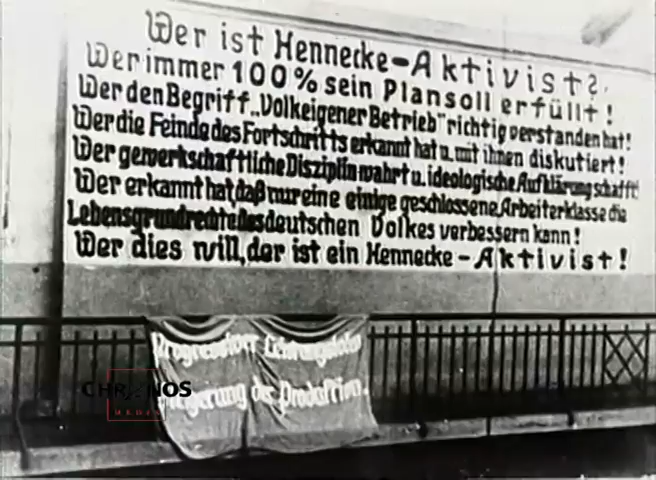 Wer ist Hennecke-Aktivist?
Wer immer 100% sein Plansoll erfüllt!
Wer den Begriff „Volkeigener Betrieb" richtig verstanden hat!
Wer die Feinde des Fortschritts erkannt hat u. mit ihnen diskutiert!
Wer gewerkschaftliche Disziplin wahrt u. ideologische Aufklärung schafft!
Wer erkannt hat, daß nur eine einige geschlossene Arbeiterklasse die
Lebensgrundrechte des deutschen Volkes verbessern kann!
Wer dies will, der ist ein Hennecke-Aktivist!
Progressiver Leistungslohn
der Produktion.
CHRONOS
MEDIA